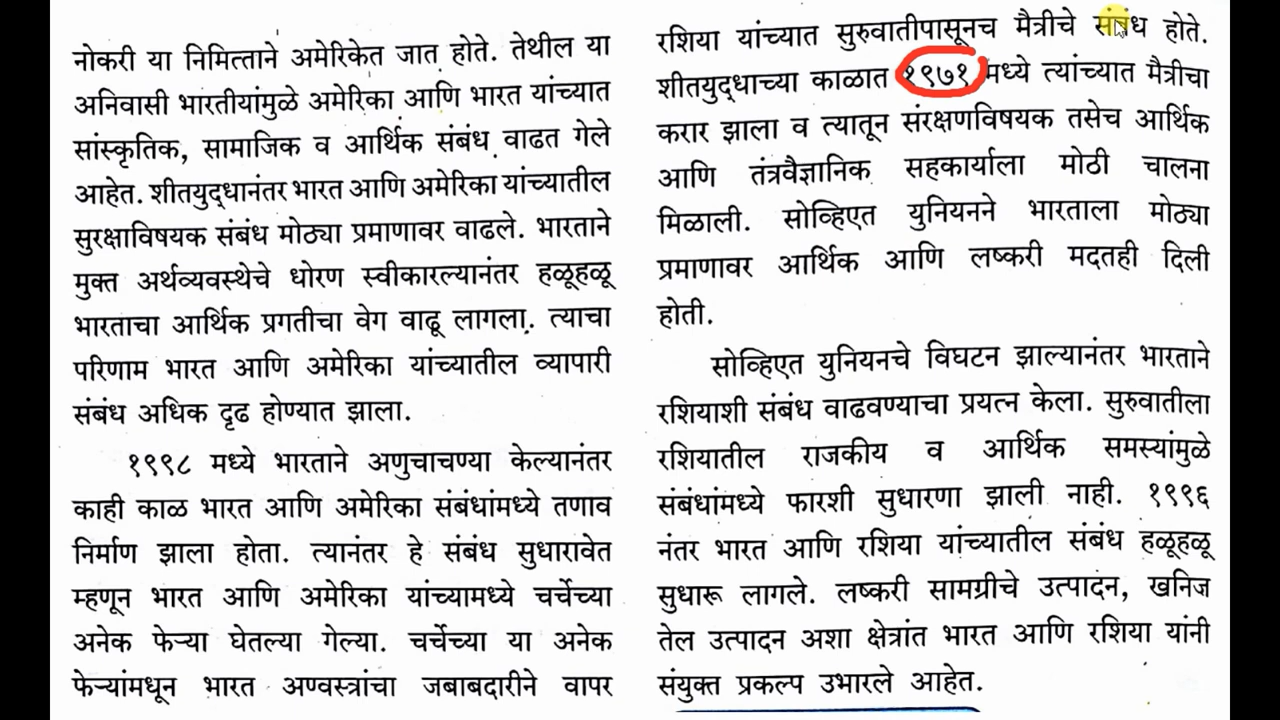 नोकरी या निमित्ताने अमेरिकेत जात होते. तेथील या
अनिवासी भारतीयांमुळे अमेरिका आणि भारत यांच्यात
सांस्कृतिक, सामाजिक व आर्थिक संबंध वाढत गेले
आहेत. शीतयुद्धानंतर भारत आणि अमेरिका यांच्यातील
सुरक्षाविषयक संबंध मोठ्या प्रमाणावर वाढले. भारताने
मुक्त अर्थव्यवस्थेचे धोरण स्वीकारल्यानंतर हळूहळू
भारताचा आर्थिक प्रगतीचा वेग वाढू लागला. त्याचा
परिणाम भारत आणि अमेरिका यांच्यातील व्यापारी
संबंध अधिक दृढ होण्यात झाला.
१९९८ मध्ये भारताने अणुचाचण्या केल्यानंतर
काही काळ भारत आणि अमेरिका संबंधांमध्ये तणाव
निर्माण झाला होता. त्यानंतर हे संबंध सुधारावेत
म्हणून भारत आणि अमेरिका यांच्यामध्ये चर्चेच्या
अनेक फेऱ्या घेतल्या गेल्या. चर्चेच्या या अनेक
फेऱ्यांमधून भारत अण्वस्त्रांचा जबाबदारीने वापर
रशिया यांच्यात सुरुवातीपासूनच मैत्रीचे संबंध होते.
शीतयुद्धाच्या काळात १९७१ मध्ये त्यांच्यात मैत्रीचा
करार झाला व त्यातून संरक्षणविषयक तसेच आर्थिक
आणि तंत्रवैज्ञानिक सहकार्याला मोठी चालना
मिळाली. सोव्हिएत युनियनने भारताला मोठ्या
प्रमाणावर आर्थिक आणि लष्करी मदतही दिली
होती.
सोव्हिएत युनियनचे विघटन झाल्यानंतर भारताने
रशियाशी संबंध वाढवण्याचा प्रयत्न केला. सुरुवातीला
रशियातील राजकीय व आर्थिक समस्यांमुळे
संबंधांमध्ये फारशी सुधारणा झाली नाही. १९९६
नंतर भारत आणि रशिया यांच्यातील संबंध हळूहळू
सुधारू लागले. लष्करी सामग्रीचे उत्पादन, खनिज
तेल उत्पादन अशा क्षेत्रांत भारत आणि रशिया यांनी
संयुक्त प्रकल्प उभारले आहेत.